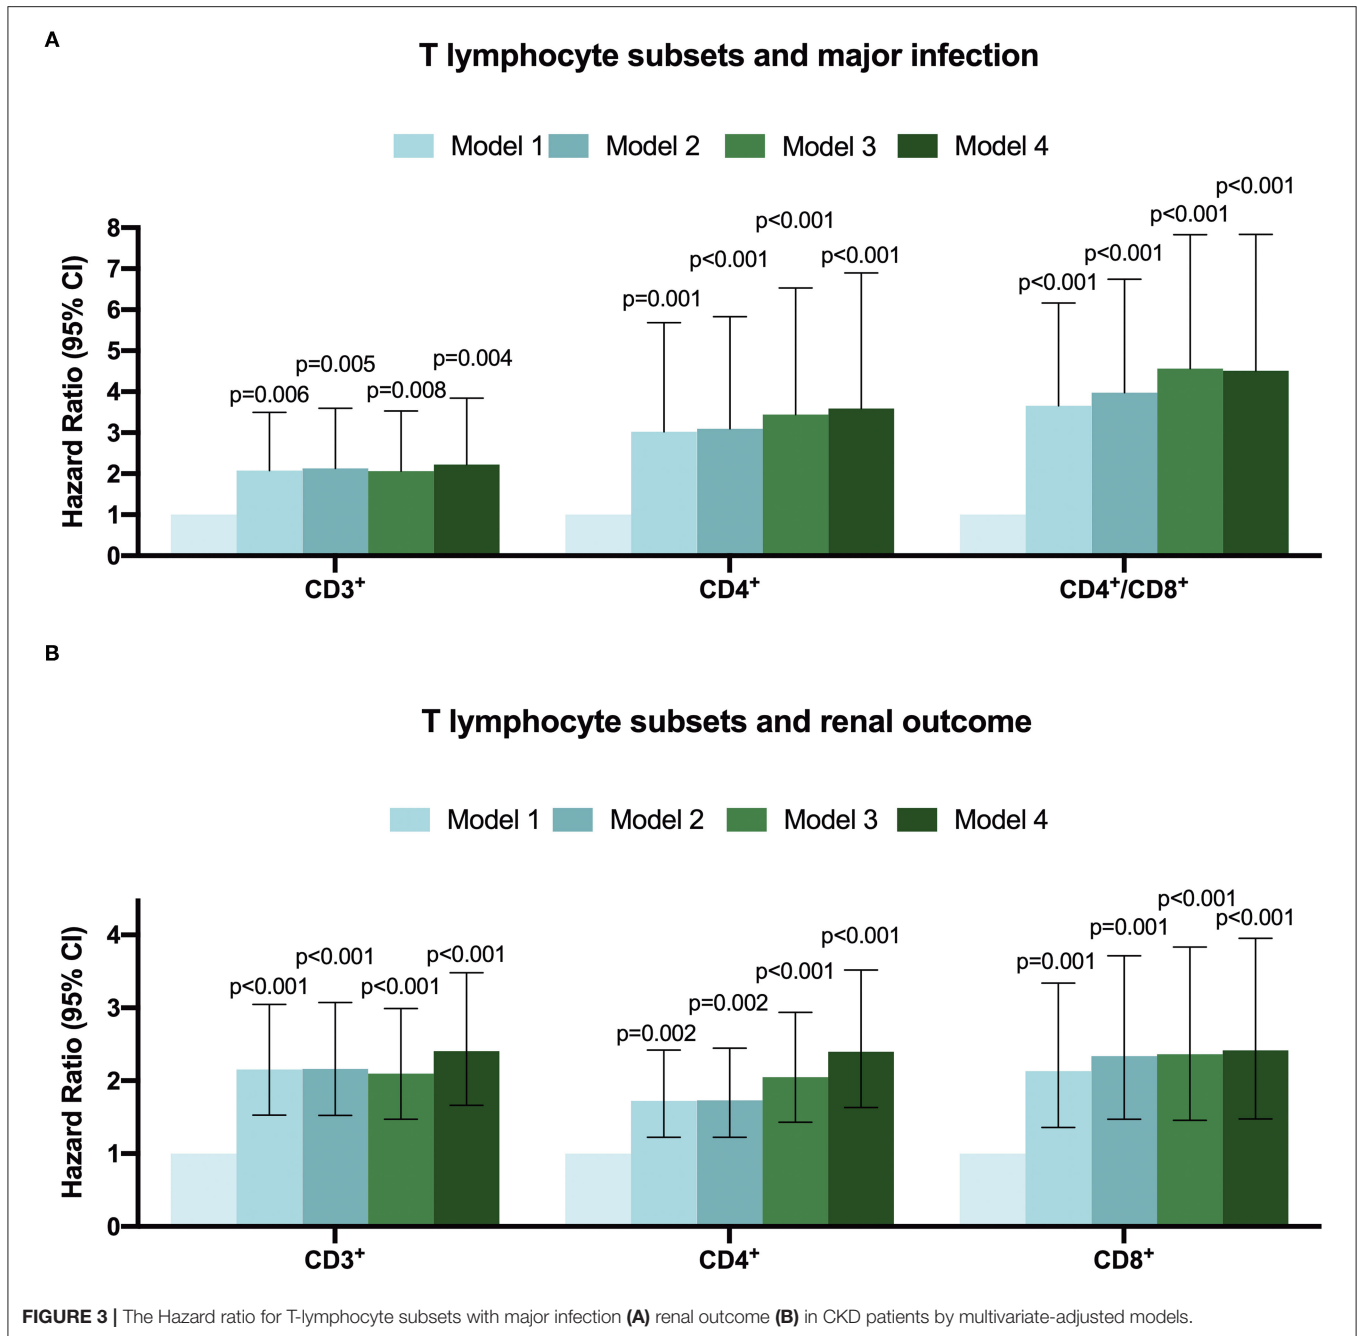 A
T lymphocyte subsets and major infection
Model 1 Model 2 Model 3 Model 4
Hazard Ratio (95% CI)
8
7
6
5
4
3
2
1
0
p=0.006 p=0.005 p=0.008 p=0.004
p=0.001 p<0.001 p<0.001 p<0.001
p<0.001 p<0.001 p<0.001 p<0.001
CD3⁺ CD4⁺ CD4⁺/CD8⁺
B
T lymphocyte subsets and renal outcome
Model 1 Model 2 Model 3 Model 4
Hazard Ratio (95% CI)
4
3
2
1
0
p<0.001 p<0.001 p<0.001 p<0.001
p=0.002 p=0.002 p<0.001 p<0.001
p=0.001 p=0.001 p<0.001 p<0.001
CD3⁺ CD4⁺ CD8⁺
FIGURE 3 | The Hazard ratio for T-lymphocyte subsets with major infection (A) renal outcome (B) in CKD patients by multivariate-adjusted models.